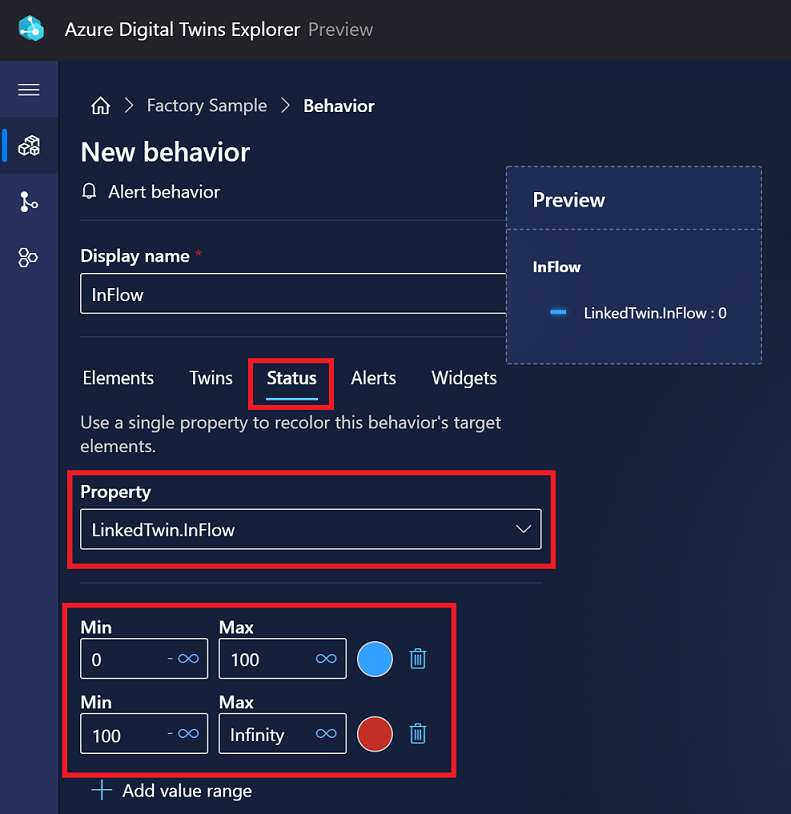 Azure Digital Twins Explorer Preview
Factory Sample > Behavior
New behavior
Alert behavior
Display name *
InFlow
Preview
InFlow
LinkedTwin.InFlow : 0
Elements Twins Status Alerts Widgets
Use a single property to recolor this behavior's target
elements.
Property
LinkedTwin.InFlow
Min Max
0 -∞ 100 ∞
Min Max
100 -∞ Infinity ∞
Add value range